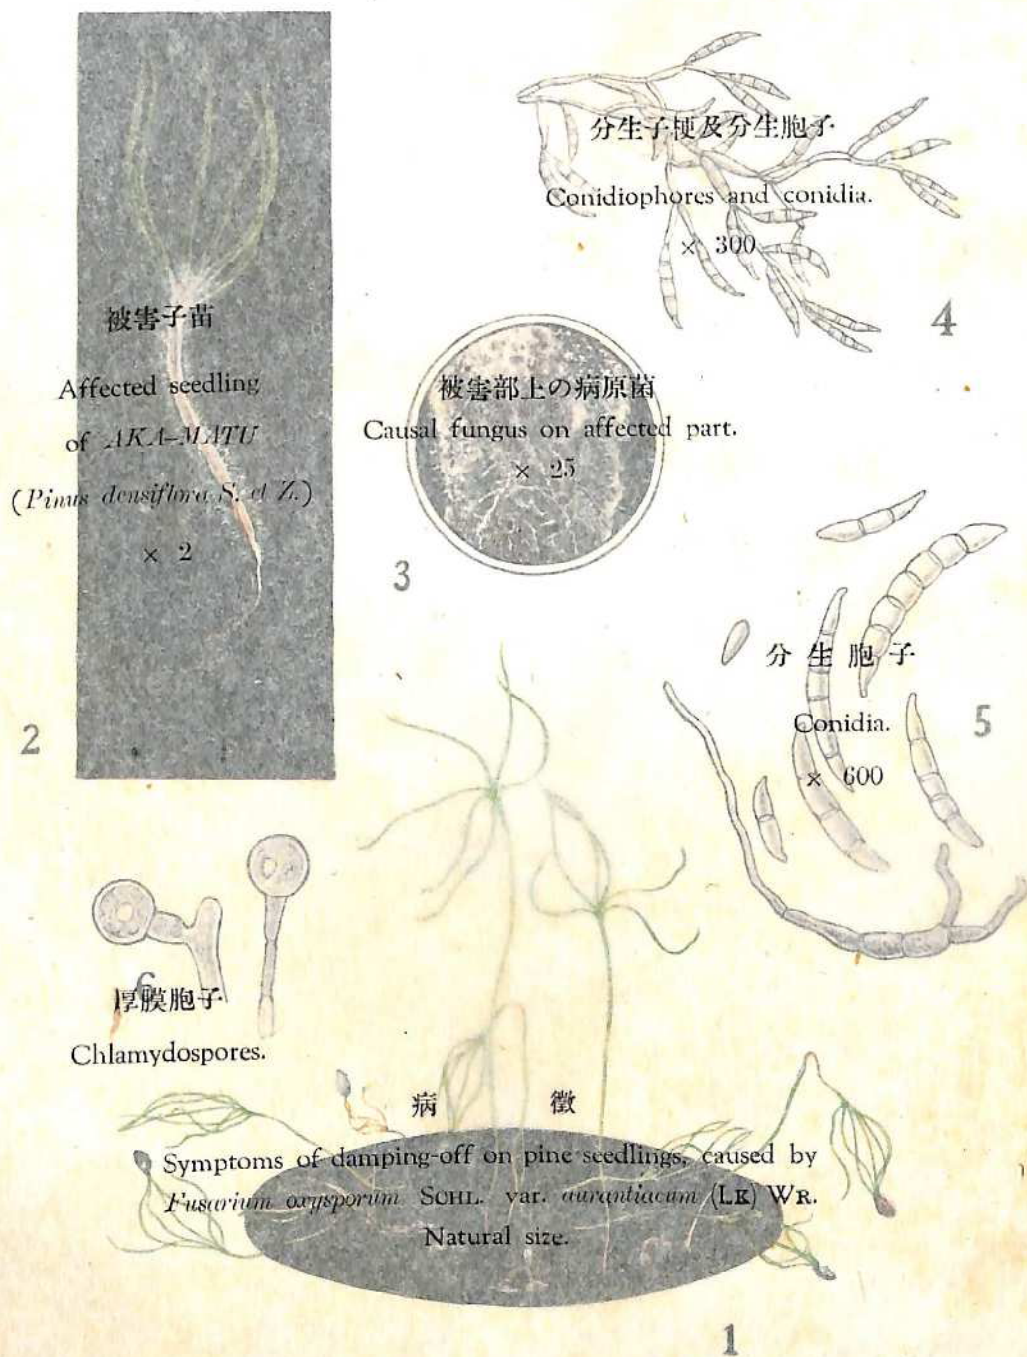 分生子梗及分生胞子
Conidiophores and conidia.
× 300
4
被害子苗
Affected seedling
of AKA-MATU
(Pinus densiflora S. et Z.)
× 2
2
被害部上の病原菌
Causal fungus on affected part.
× 25
3
分生胞子
Conidia.
× 600
5
6
厚膜胞子
Chlamydospores.
病徵
Symptoms of damping-off on pine seedlings, caused by
Fusarium oxysporum SCHL. var. aurantiacum (LK) WR.
Natural size.
1